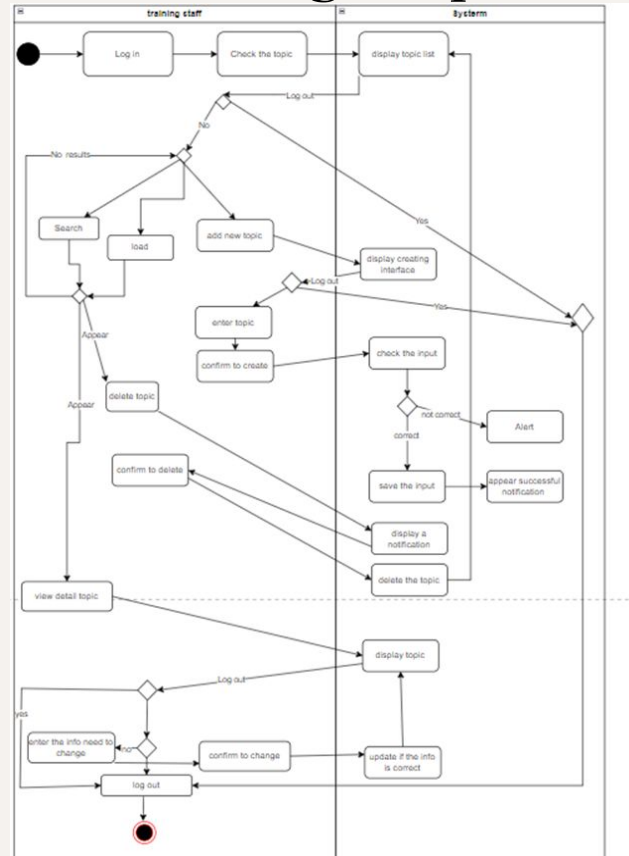 training staff
Systerm
Log in
Check the topic
display topic list
Log out
No
No results
Yes
Search
load
add new topic
display creating
interface
Log out
Yes
enter topic
Appear
confirm to create
check the input
delete topic
Appear
not correct
Alert
correct
confirm to delete
save the input
appear successful
notification
display a
notification
delete the topic
view detail topic
display topic
Log out
yes
enter the info need to
change
no
confirm to change
update if the info
is correct
log out